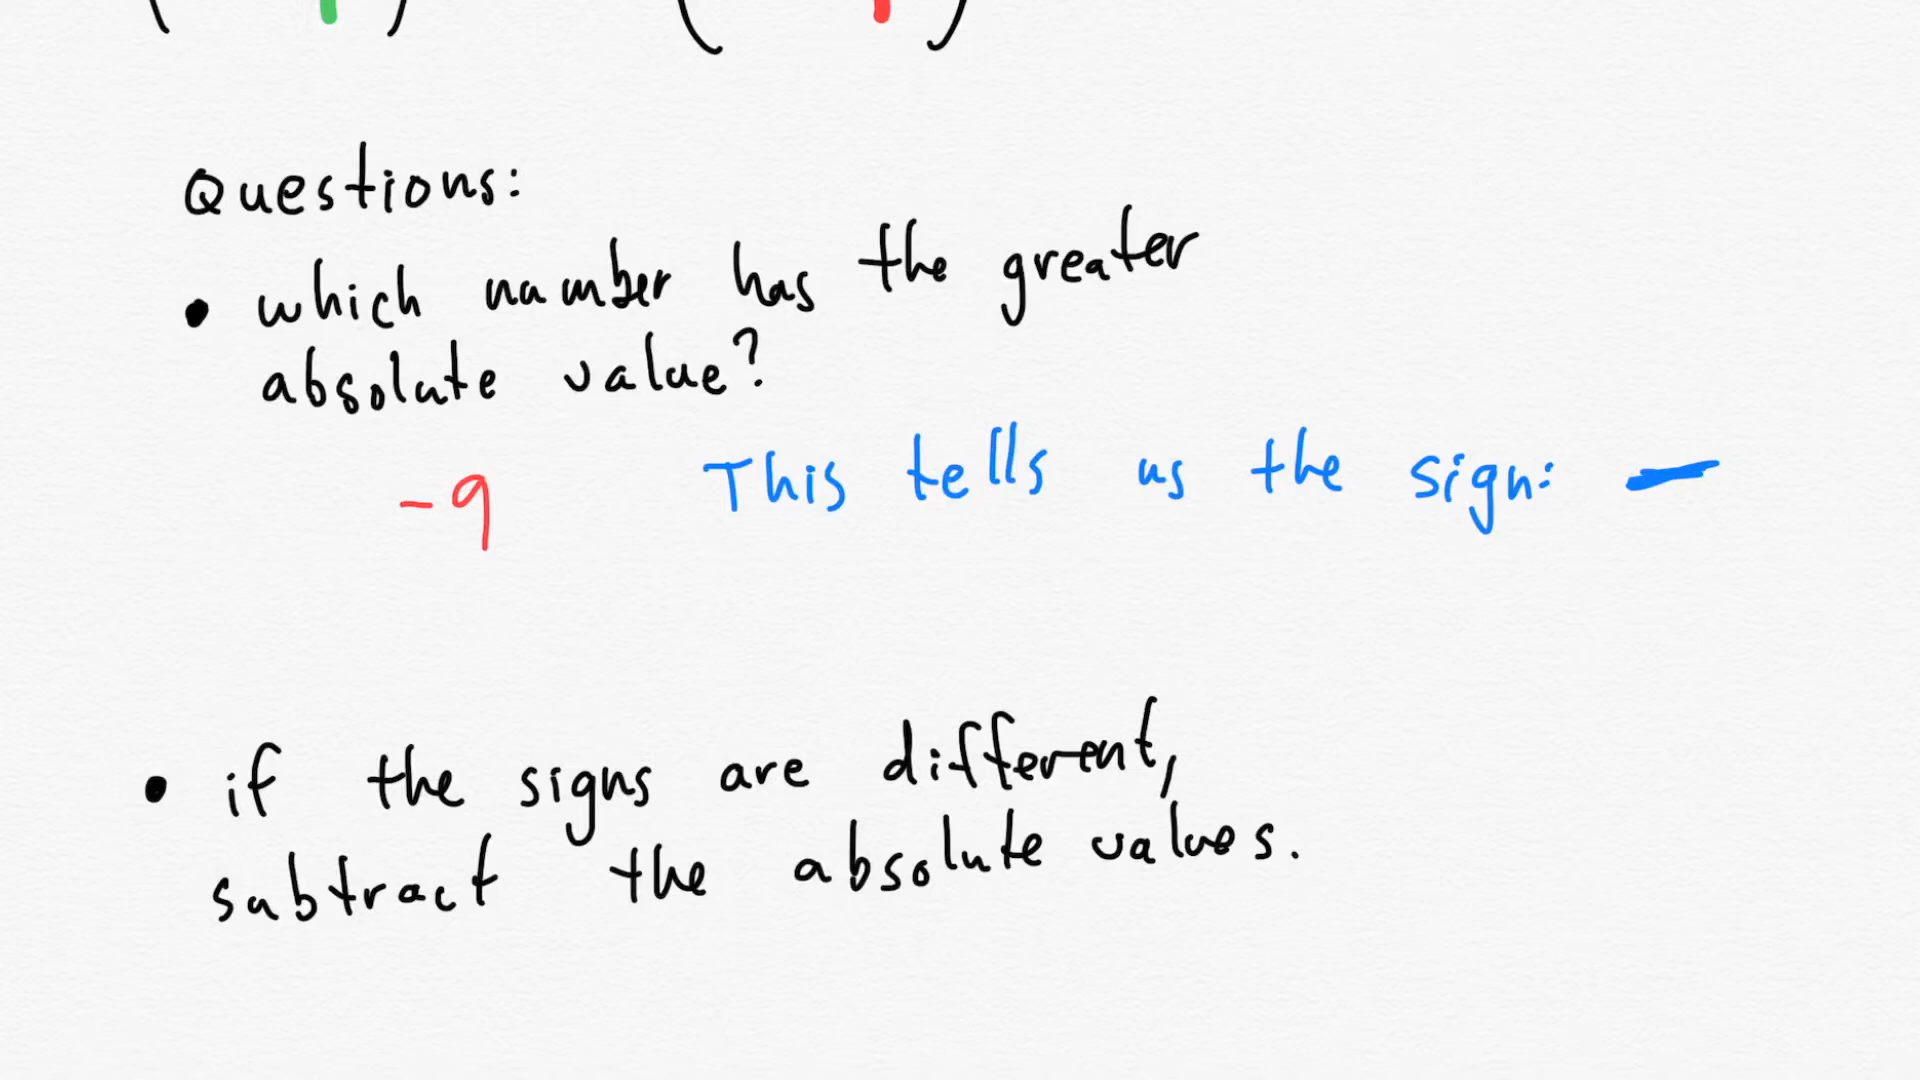 Questions:
• which number has the greater
absolute value?
-9 This tells us the sign: -
• if the signs are different,
subtract the absolute values.